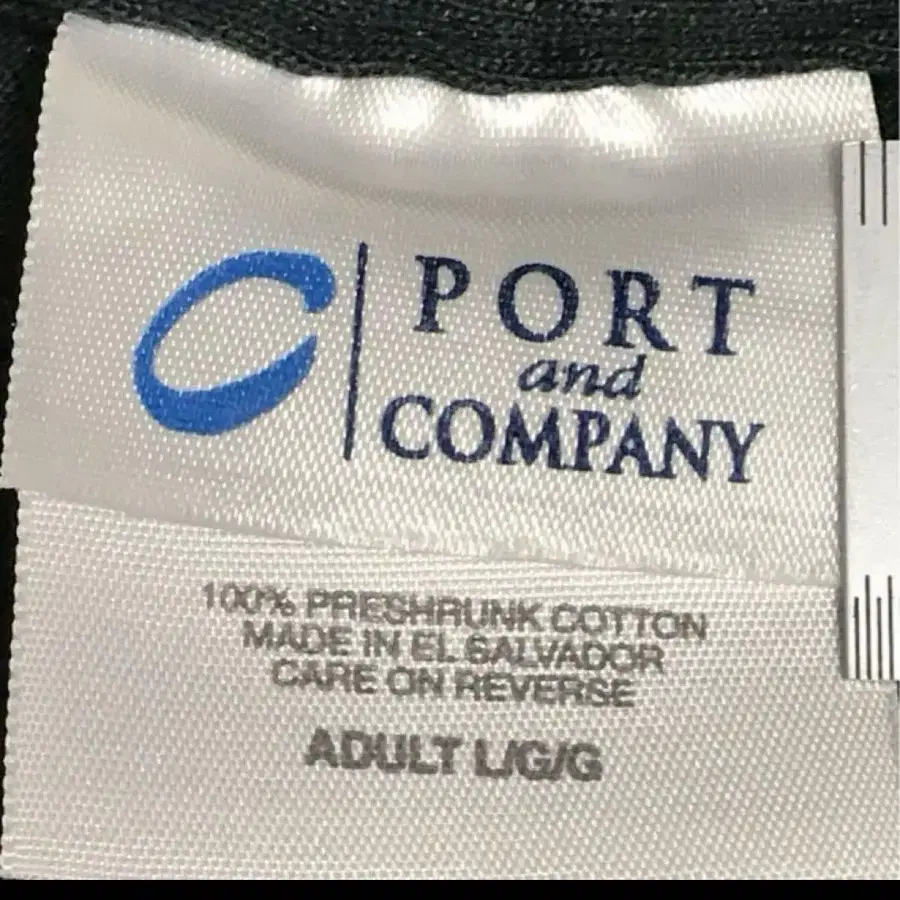 PORT
and
COMPANY
100% PRESHRUNK COTTON
MADE IN EL SALVADOR
CARE ON REVERSE
ADULT L/G/G